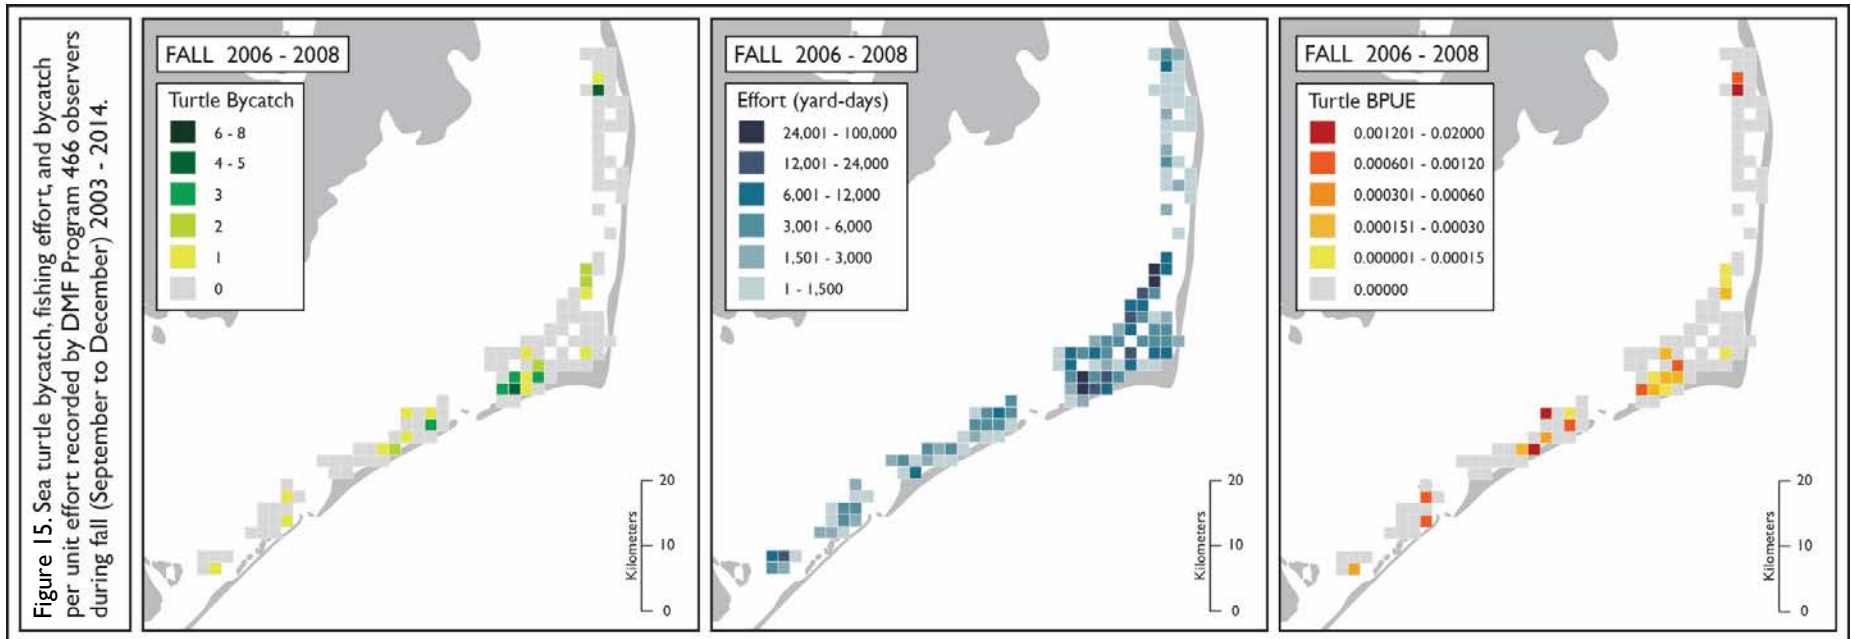 Figure 15. Sea turtle bycatch, fishing effort, and bycatch
per unit effort recorded by DMF Program 466 observers
during fall (September to December) 2003 - 2014.
FALL 2006 - 2008
Turtle Bycatch
6 - 8
4 - 5
3
2
1
0
20
10
0
Kilometers
FALL 2006 - 2008
Effort (yard-days)
24,001 - 100,000
12,001 - 24,000
6,001 - 12,000
3,001 - 6,000
1,501 - 3,000
1 - 1,500
20
10
0
Kilometers
FALL 2006 - 2008
Turtle BPUE
0.001201 - 0.02000
0.000601 - 0.00120
0.000301 - 0.00060
0.000151 - 0.00030
0.000001 - 0.00015
0.00000
20
10
0
Kilometers